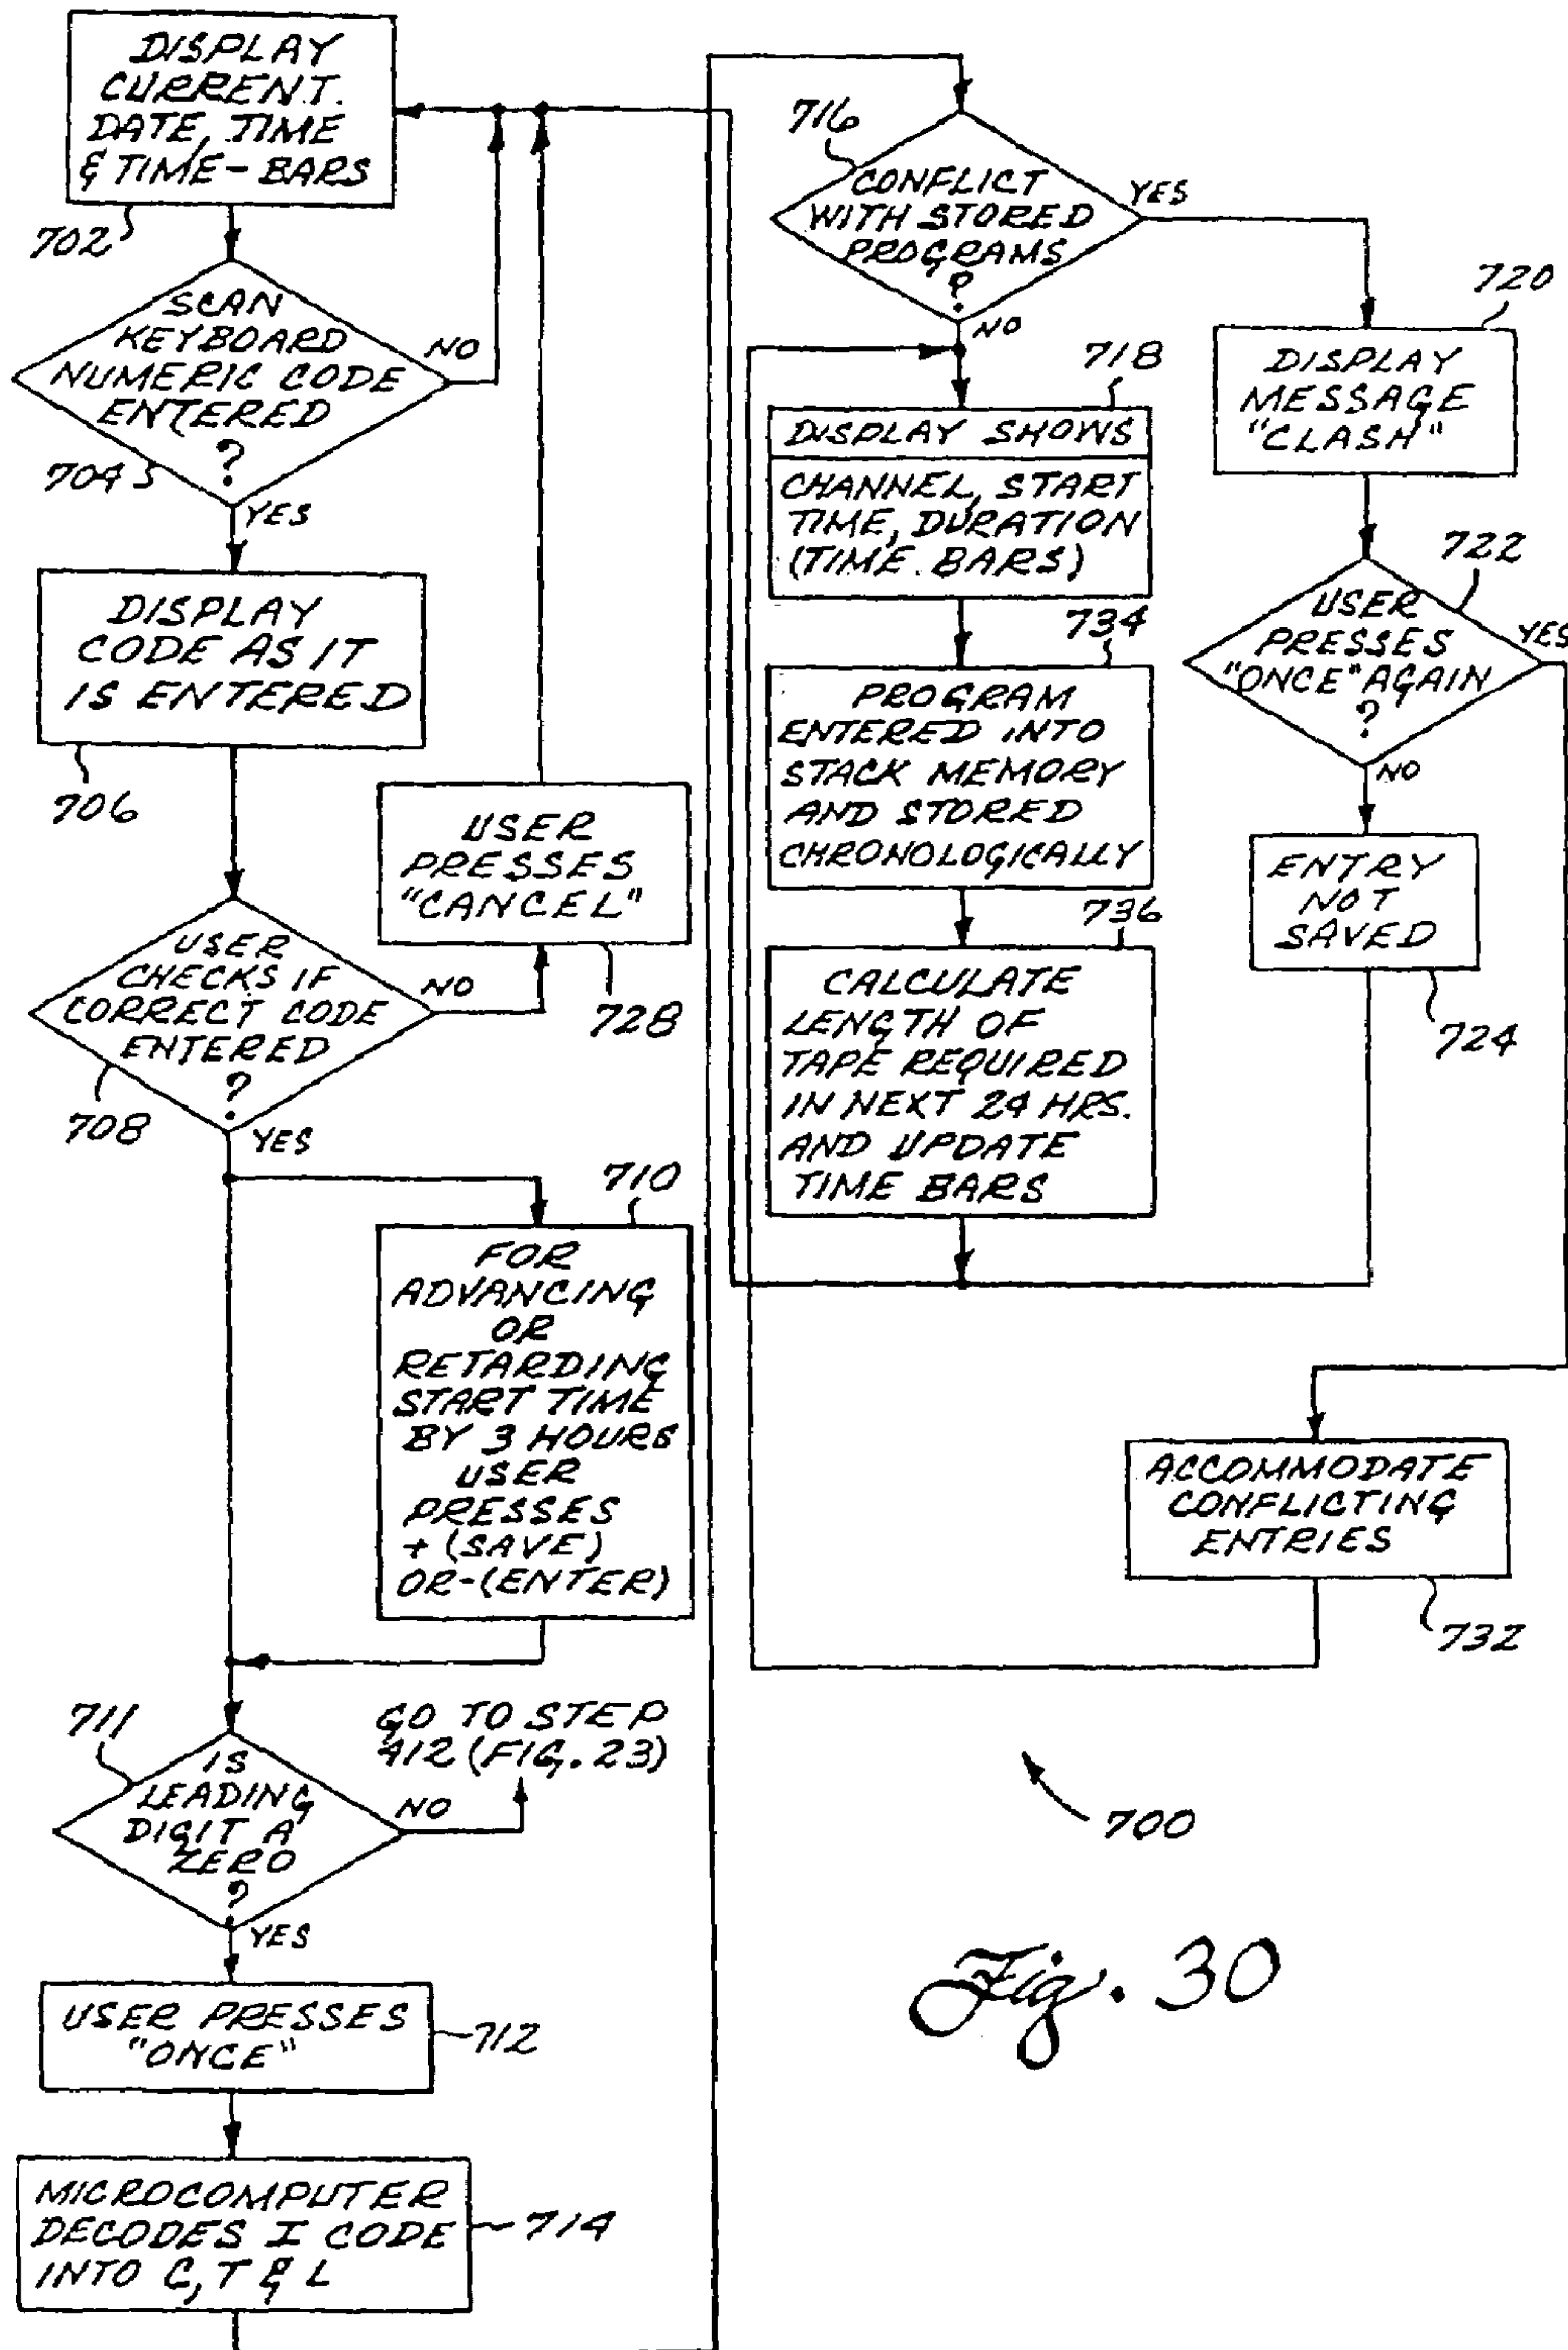 DISPLAY
CURRENT.
DATE, TIME
& TIME-BARS
702
SCAN
KEYBOARD
NUMERIC CODE
ENTERED
?
NO
704
YES
DISPLAY
CODE AS IT
IS ENTERED
706
USER
PRESSES
"CANCEL"
728
USER
CHECKS IF
CORRECT CODE
ENTERED
?
NO
708
YES
710
FOR
ADVANCING
OR
RETARDING
START TIME
BY 3 HOURS
USER
PRESSES
+ (SAVE)
OR-(ENTER)
711
IS
LEADING
DIGIT A
ZERO
?
NO
GO TO STEP
412 (FIG. 23)
YES
USER PRESSES
"ONCE"
712
MICROCOMPUTER
DECODES I CODE
INTO C, T & L
714
716
CONFLICT
WITH STORED
PROGRAMS
?
YES
NO
718
DISPLAY SHOWS
CHANNEL, START
TIME, DURATION
(TIME. BARS)
734
PROGRAM
ENTERED INTO
STACK MEMORY
AND STORED
CHRONOLOGICALLY
736
CALCULATE
LENGTH OF
TAPE REQUIRED
IN NEXT 24 HRS.
AND UPDATE
TIME BARS
720
DISPLAY
MESSAGE
"CLASH"
722
USER
PRESSES
"ONCE" AGAIN
?
YES
NO
ENTRY
NOT
SAVED
724
ACCOMMODATE
CONFLICTING
ENTRIES
732
700
Fig. 30